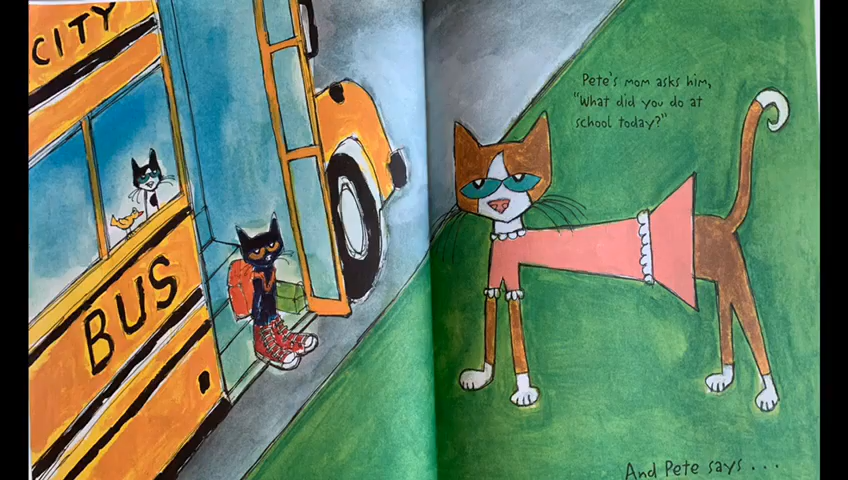 CITY
BUS
Pete's mom asks him,
"What did you do at
school today?"
And Pete says . . .